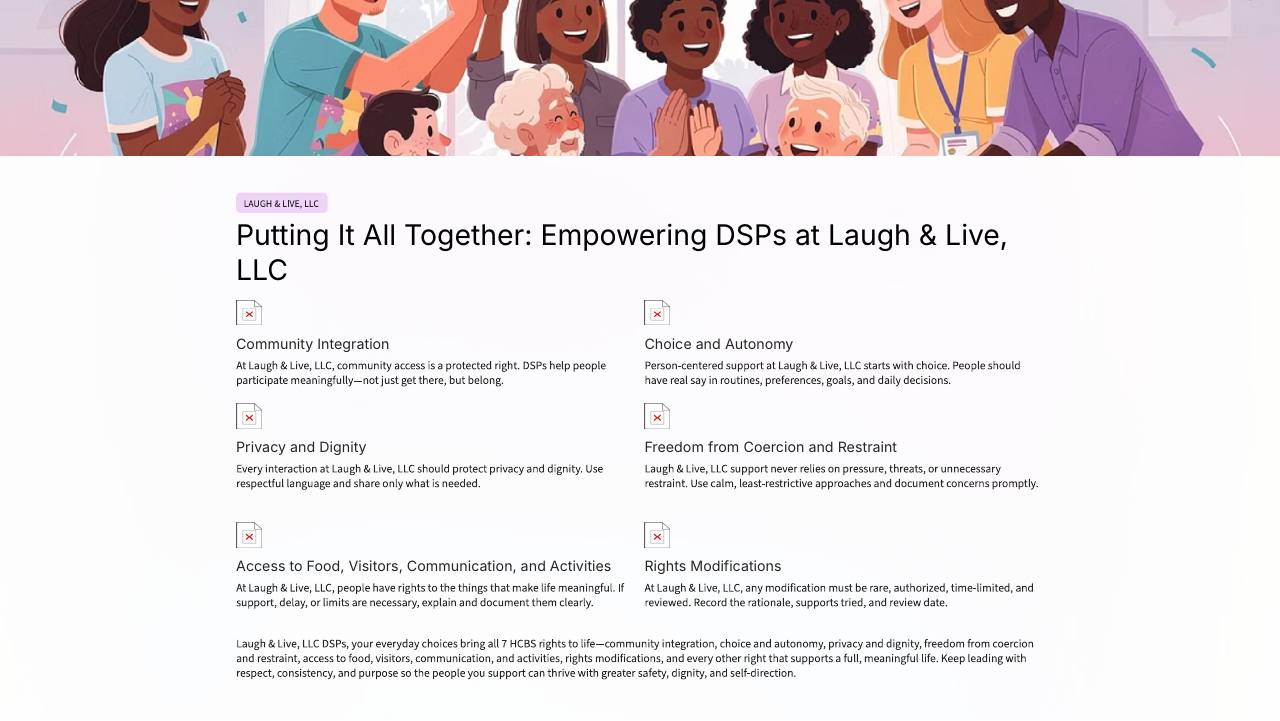 LAUGH & LIVE, LLC
Putting It All Together: Empowering DSPs at Laugh & Live,
LLC
Community Integration
At Laugh & Live, LLC, community access is a protected right. DSPs help people
participate meaningfully—not just get there, but belong.
Choice and Autonomy
Person-centered support at Laugh & Live, LLC starts with choice. People should
have real say in routines, preferences, goals, and daily decisions.
Privacy and Dignity
Every interaction at Laugh & Live, LLC should protect privacy and dignity. Use
respectful language and share only what is needed.
Freedom from Coercion and Restraint
Laugh & Live, LLC support never relies on pressure, threats, or unnecessary
restraint. Use calm, least-restrictive approaches and document concerns promptly.
Access to Food, Visitors, Communication, and Activities
At Laugh & Live, LLC, people have rights to the things that make life meaningful. If
support, delay, or limits are necessary, explain and document them clearly.
Rights Modifications
At Laugh & Live, LLC, any modification must be rare, authorized, time-limited, and
reviewed. Record the rationale, supports tried, and review date.
Laugh & Live, LLC DSPs, your everyday choices bring all 7 HCBS rights to life—community integration, choice and autonomy, privacy and dignity, freedom from coercion
and restraint, access to food, visitors, communication, and activities, rights modifications, and every other right that supports a full, meaningful life. Keep leading with
respect, consistency, and purpose so the people you support can thrive with greater safety, dignity, and self-direction.